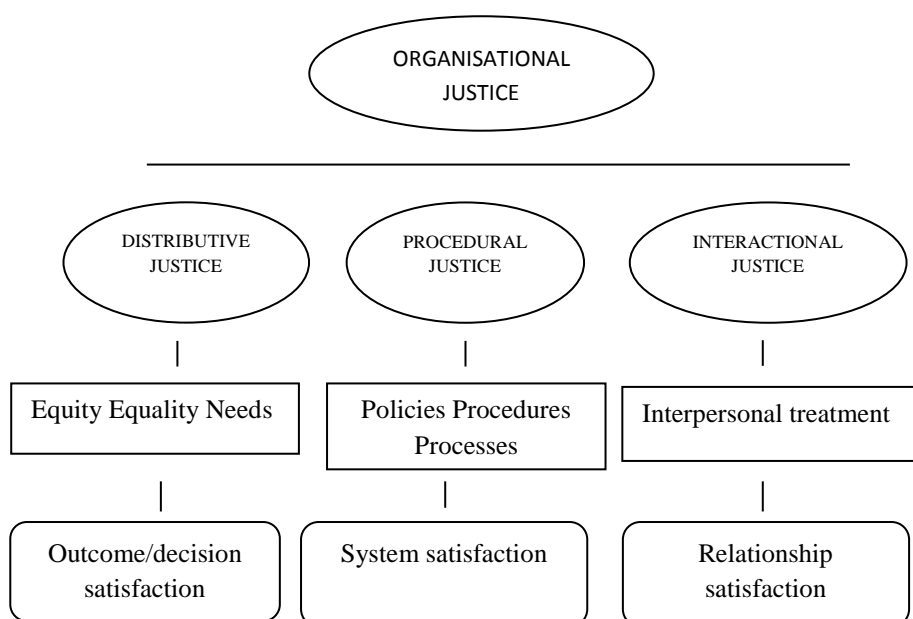 ORGANISATIONAL
JUSTICE
DISTRIBUTIVE
JUSTICE
PROCEDURAL
JUSTICE
INTERACTIONAL
JUSTICE
Equity Equality Needs
Policies Procedures
Processes
Interpersonal treatment
Outcome/decision
satisfaction
System satisfaction
Relationship
satisfaction